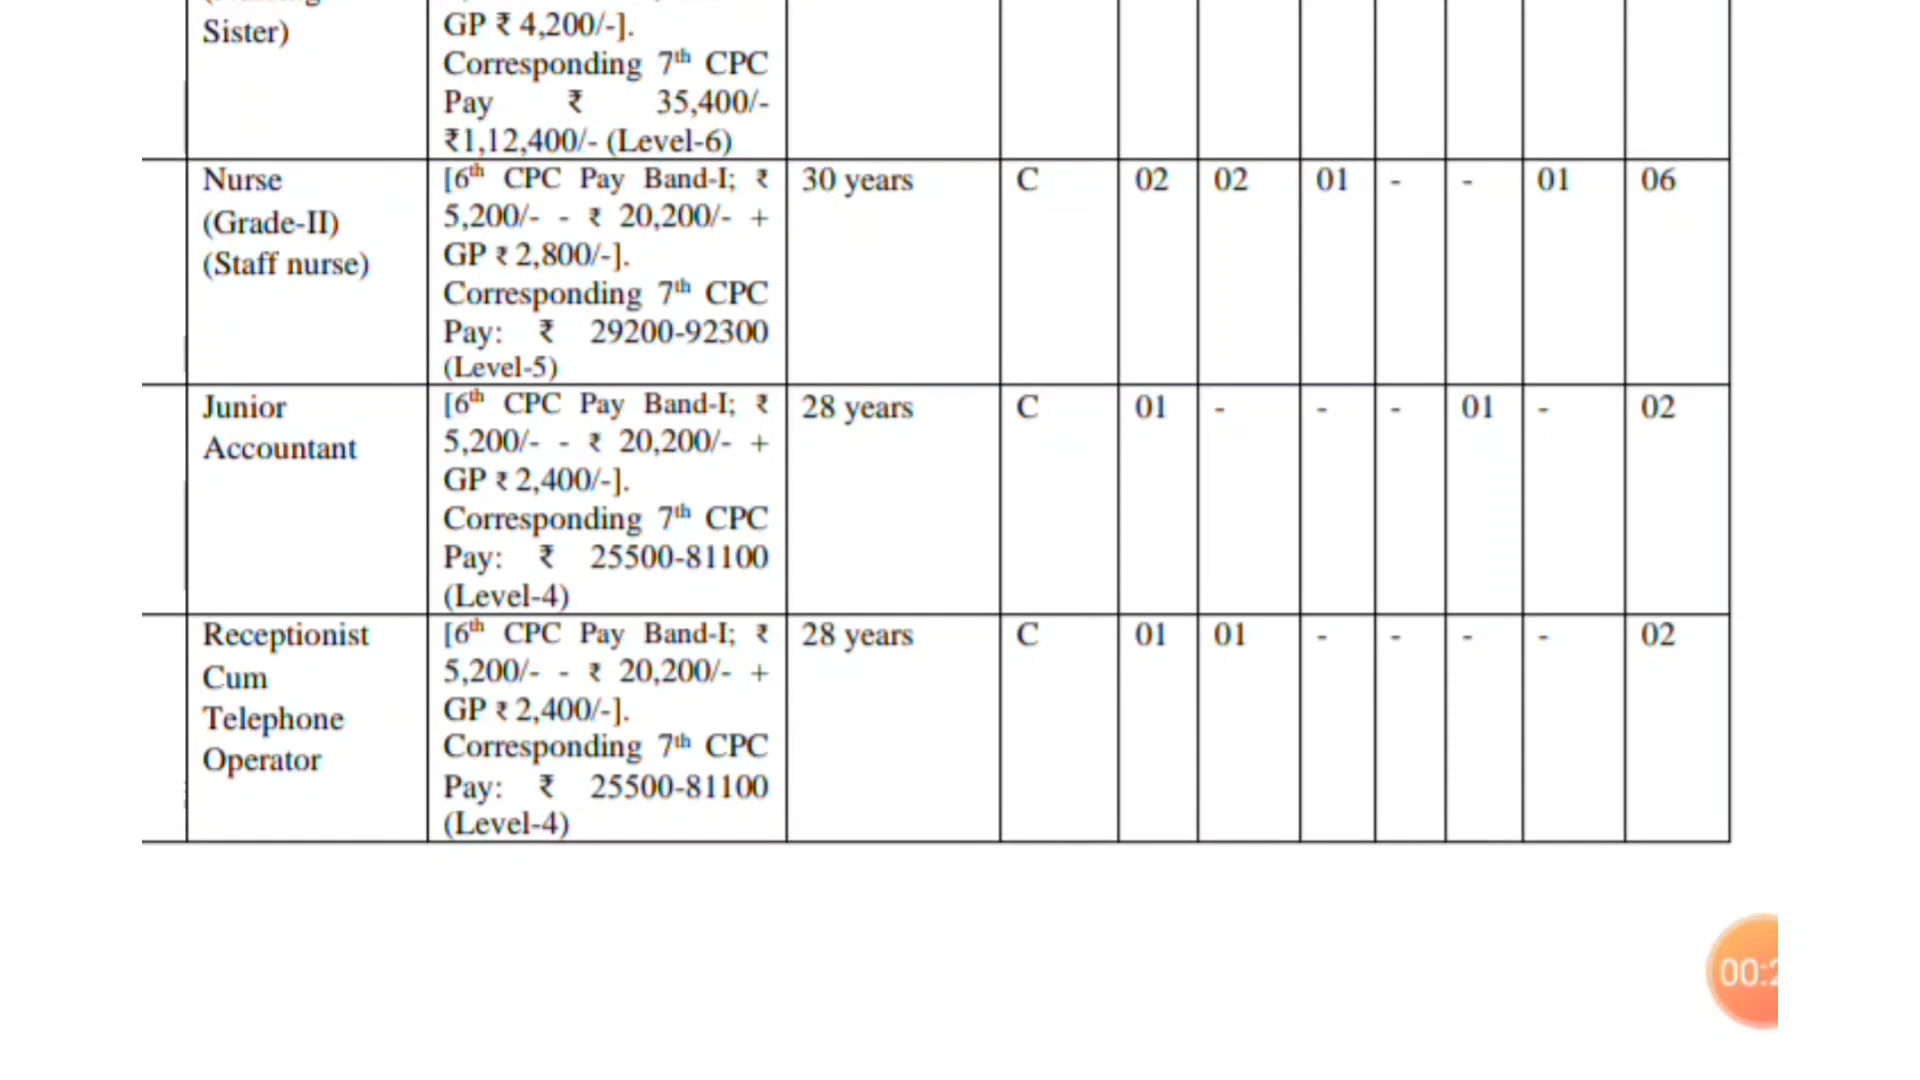 Sister)
GP ₹ 4,200/-].
Corresponding 7th CPC
Pay ₹ 35,400/-
₹1,12,400/- (Level-6)
Nurse
(Grade-II)
(Staff nurse)
[6th CPC Pay Band-I; ₹
5,200/- - ₹ 20,200/- +
GP ₹ 2,800/-].
Corresponding 7th CPC
Pay: ₹ 29200-92300
(Level-5)
30 years
C
02
02
01
-
-
01
06
Junior
Accountant
[6th CPC Pay Band-I; ₹
5,200/- - ₹ 20,200/- +
GP ₹ 2,400/-].
Corresponding 7th CPC
Pay: ₹ 25500-81100
(Level-4)
28 years
C
01
-
-
-
01
-
02
Receptionist
Cum
Telephone
Operator
[6th CPC Pay Band-I; ₹
5,200/- - ₹ 20,200/- +
GP ₹ 2,400/-].
Corresponding 7th CPC
Pay: ₹ 25500-81100
(Level-4)
28 years
C
01
01
-
-
-
-
02